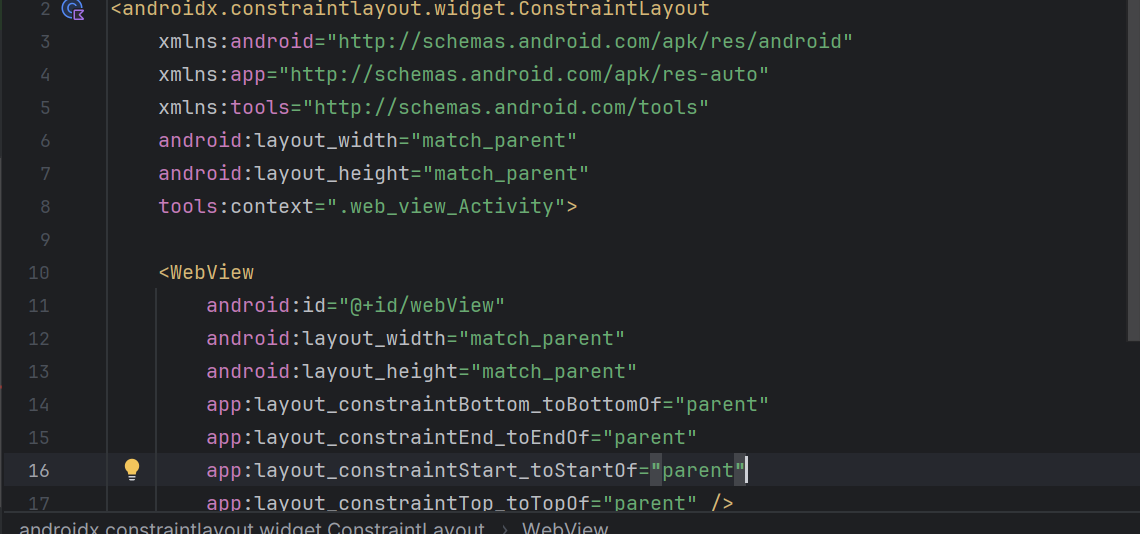 2 <androidx.constraintlayout.widget.ConstraintLayout
3 xmlns:android="http://schemas.android.com/apk/res/android"
4 xmlns:app="http://schemas.android.com/apk/res-auto"
5 xmlns:tools="http://schemas.android.com/tools"
6 android:layout_width="match_parent"
7 android:layout_height="match_parent"
8 tools:context=".web_view_Activity">
9
10 <WebView
11 android:id="@+id/webView"
12 android:layout_width="match_parent"
13 android:layout_height="match_parent"
14 app:layout_constraintBottom_toBottomOf="parent"
15 app:layout_constraintEnd_toEndOf="parent"
16 app:layout_constraintStart_toStartOf="parent"
17 app:layout_constraintTop_toTopOf="parent" />
androidx.constraintlayout.widget.ConstraintLayout › WebView